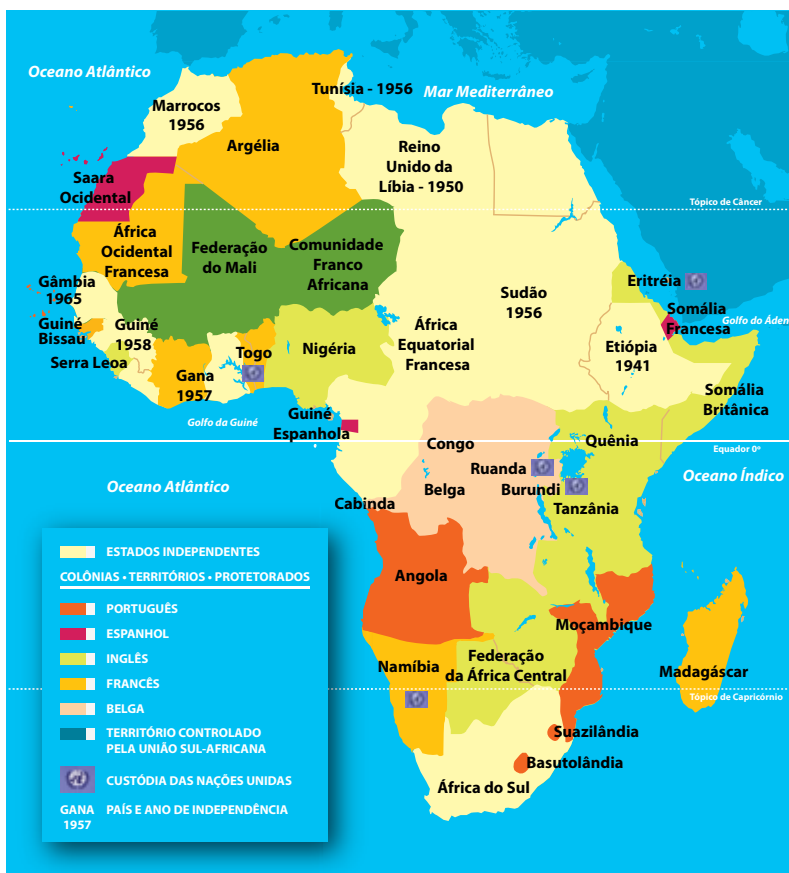 Oceano Atlântico
Mar Mediterrâneo
Tunísia - 1956
Marrocos
1956
Argélia
Reino
Unido da
Líbia - 1950
Saara
Ocidental
Tópico de Câncer
África
Ocidental
Francesa
Federação
do Mali
Comunidade
Franco
Africana
Gâmbia
1965
Eritréia
Sudão
1956
Somália
Francesa
Golfo do Áden
Guiné
Bissau
Guiné
1958
África
Equatorial
Francesa
Etiópia
1941
Serra Leoa
Togo
Nigéria
Gana
1957
Somália
Britânica
Golfo da Guiné
Guiné
Espanhola
Congo
Quênia
Equador 0º
Ruanda
Oceano Índico
Oceano Atlântico
Belga
Burundi
Cabinda
Tanzânia
Angola
Moçambique
Namíbia
Federação
da África Central
Madagáscar
Tópico de Capricórnio
Suazilândia
Basutolândia
África do Sul
ESTADOS INDEPENDENTES
COLÔNIAS • TERRITÓRIOS • PROTETORADOS
PORTUGUÊS
ESPANHOL
INGLÊS
FRANCÊS
BELGA
TERRITÓRIO CONTROLADO
PELA UNIÃO SUL-AFRICANA
CUSTÓDIA DAS NAÇÕES UNIDAS
GANA PAÍS E ANO DE INDEPENDÊNCIA
1957